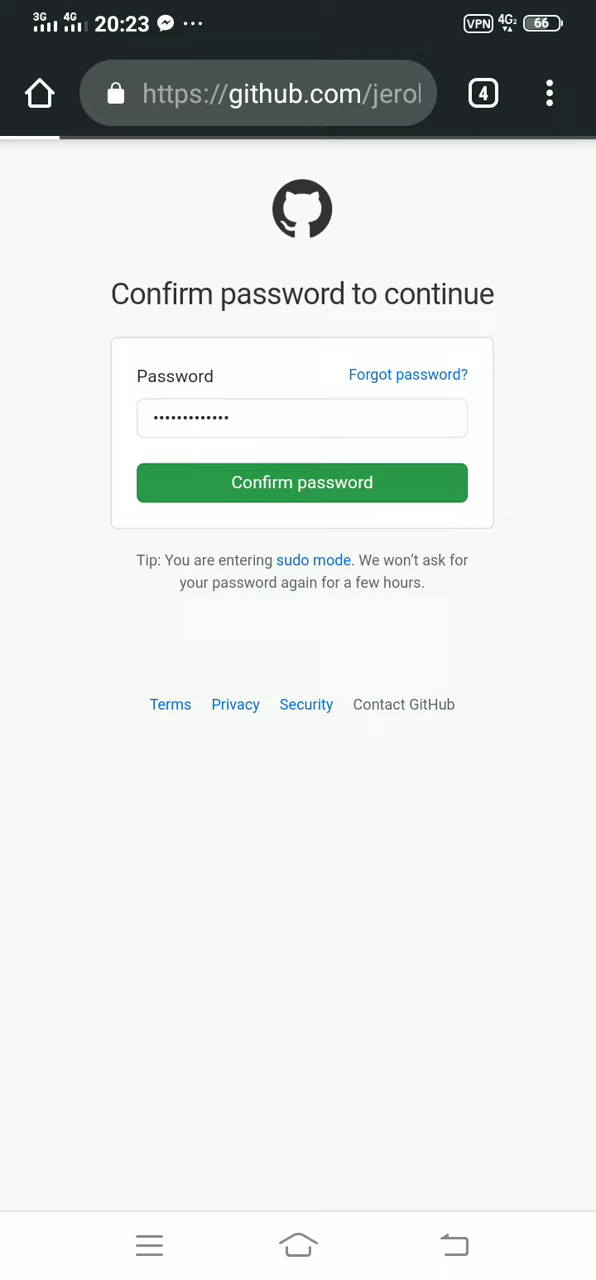 3G 4G 20:23 ... VPN 4G2 66
https://github.com/jerol 4
Confirm password to continue
Password Forgot password?
•••••••••••••
Confirm password
Tip: You are entering sudo mode. We won't ask for
your password again for a few hours.
Terms Privacy Security Contact GitHub